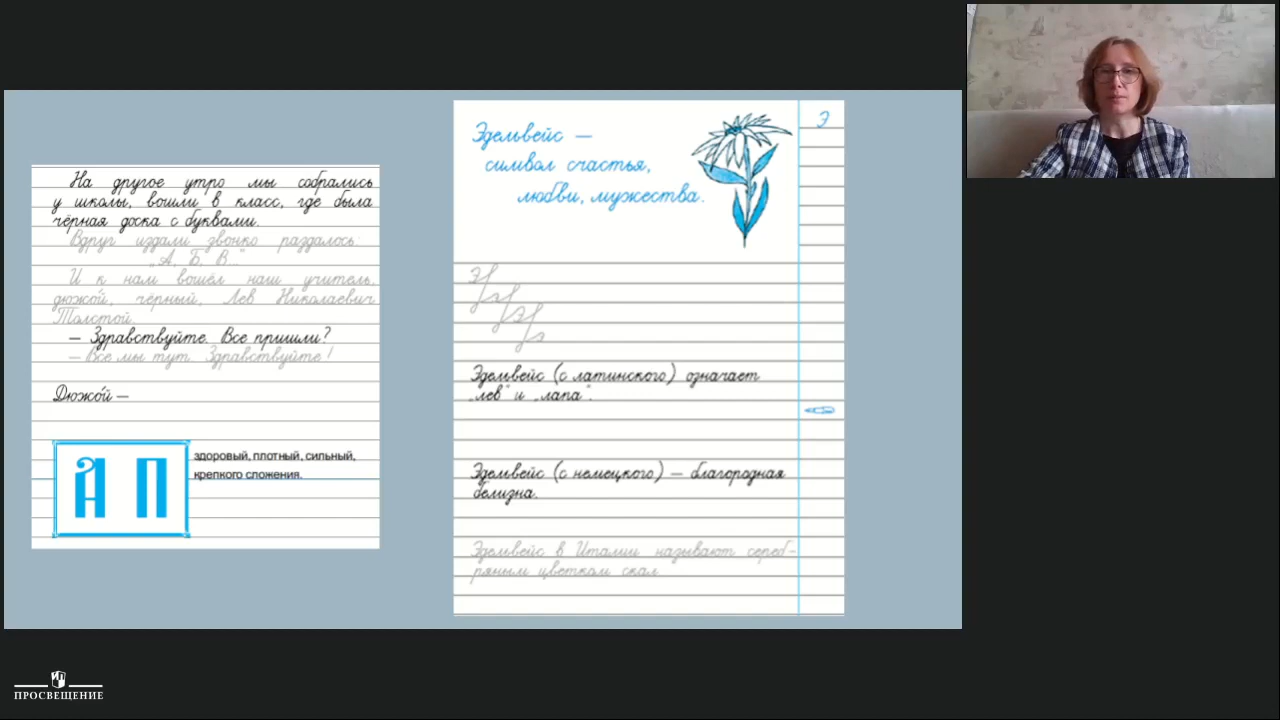 На другое утро мы собрались
у школы, вошли в класс, где была
чёрная доска с буквами.
Вдруг издали звонко раздалось:
„А, Б, В..."
И к нам вошёл наш учитель,
дюжой, чёрный, Лев Николаевич
Толстой.
— Здравствуйте. Все пришли?
— Все мы тут. Здравствуйте!
Дюжо́й —
А П
здоровый, плотный, сильный,
крепкого сложения.
Эдельвейс —
символ счастья,
любви, мужества.
Э
Э
э
Э
э
Эдельвейс (с латинского) означает
„лев" и „лапа".
Эдельвейс (с немецкого) — благородная
белизна.
Эдельвейс в Италии называют сереб-
ряным цветком скал.
ПРОСВЕЩЕНИЕ